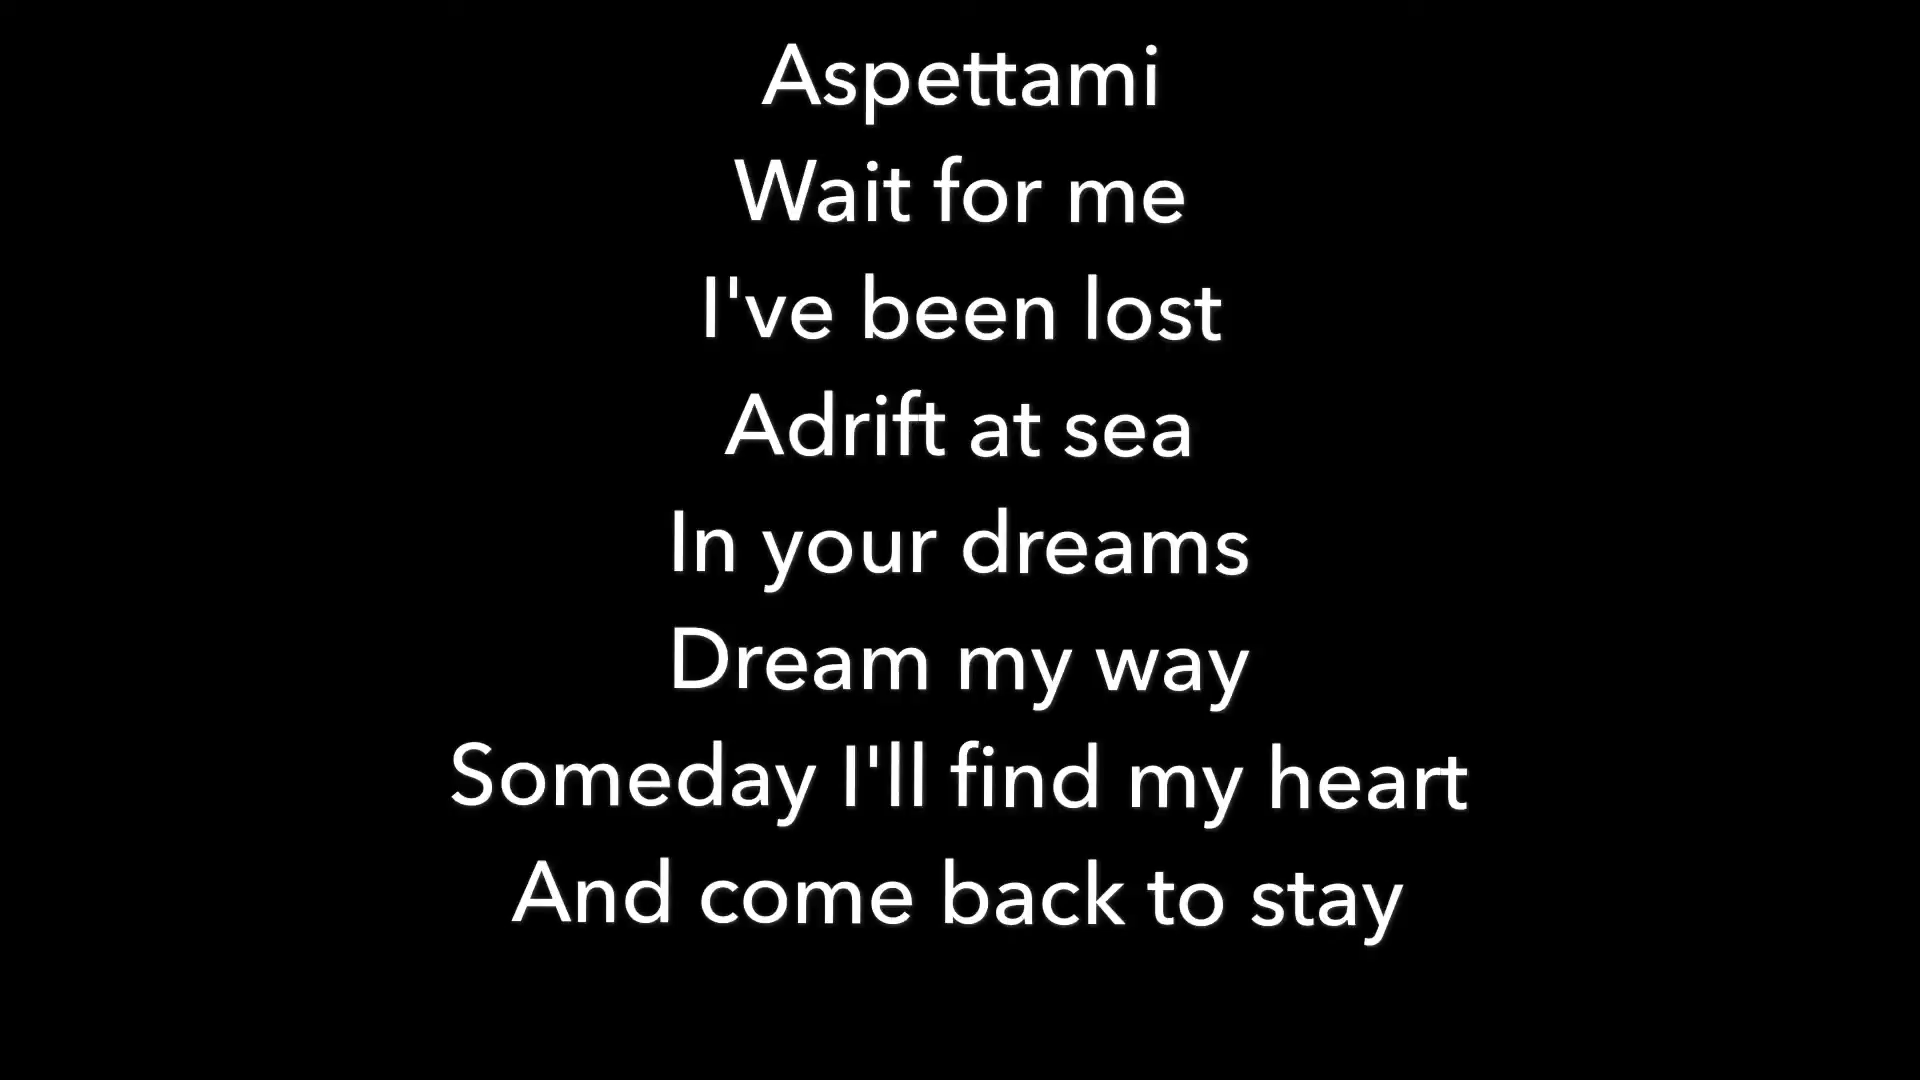 Aspettami
Wait for me
I've been lost
Adrift at sea
In your dreams
Dream my way
Someday I'll find my heart
And come back to stay